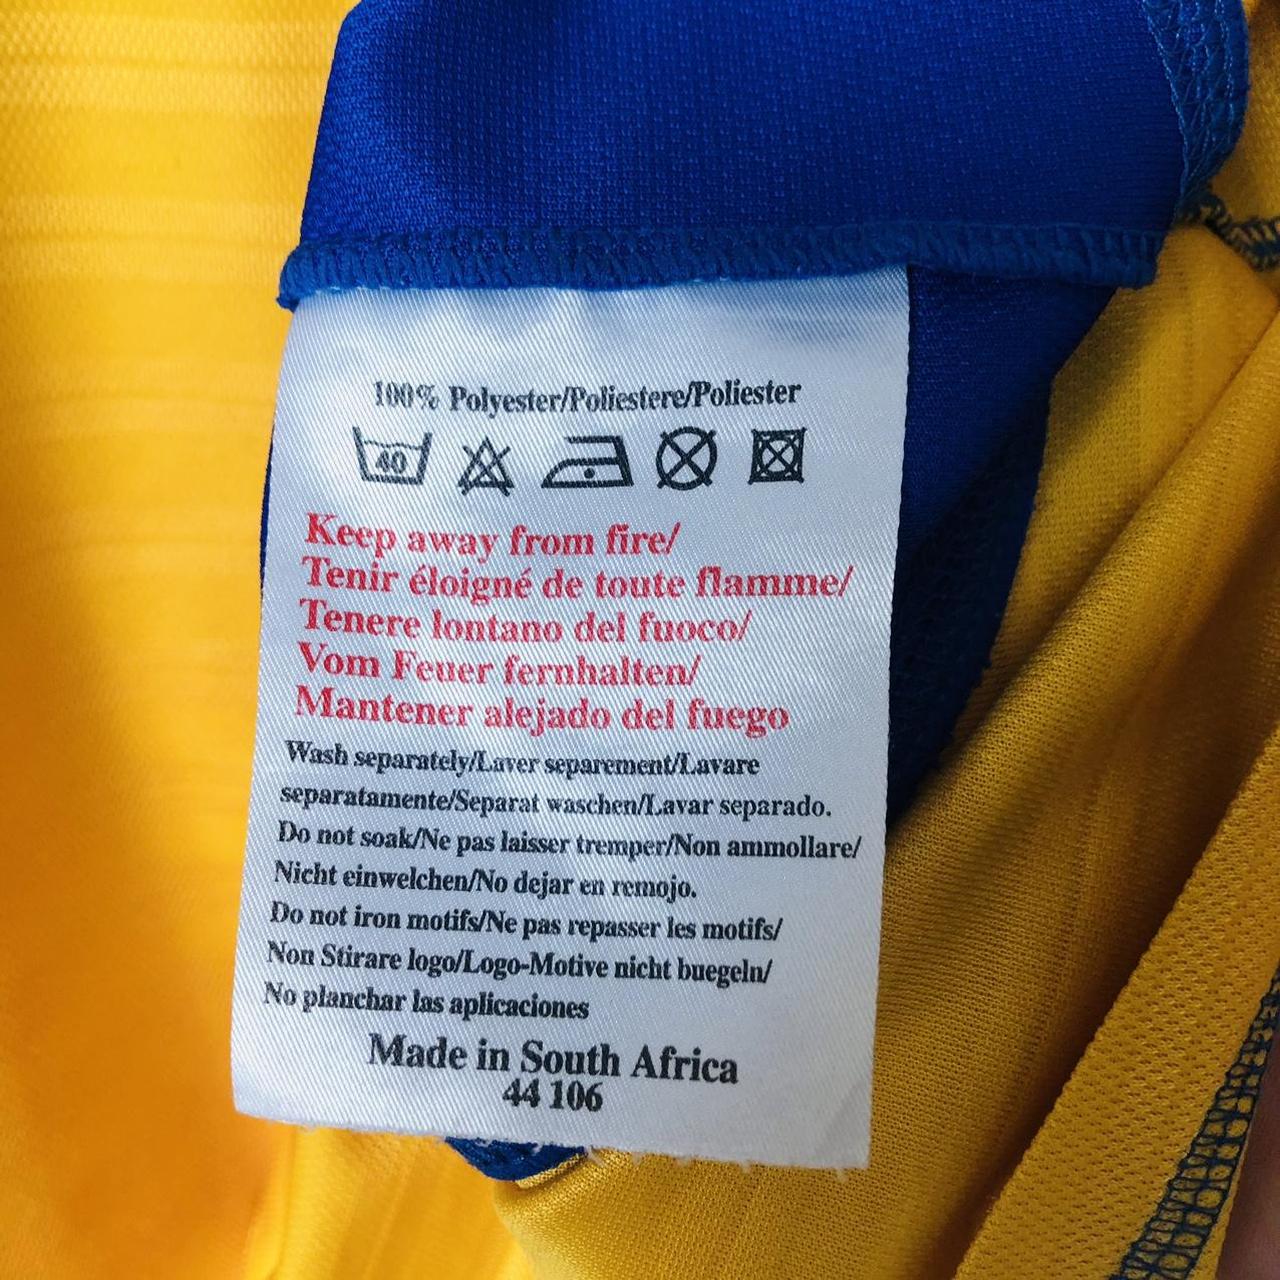 100% Polyester/Poliestere/Poliester
40
Keep away from fire/
Tenir éloigné de toute flamme/
Tenere lontano del fuoco/
Vom Feuer fernhalten/
Mantener alejado del fuego
Wash separately/Laver separement/Lavare
separatamente/Separat waschen/Lavar separado.
Do not soak/Ne pas laisser tremper/Non ammollare/
Nicht einwelchen/No dejar en remojo.
Do not iron motifs/Ne pas repasser les motifs/
Non Stirare logo/Logo-Motive nicht buegeln/
No planchar las aplicaciones
Made in South Africa
44 106